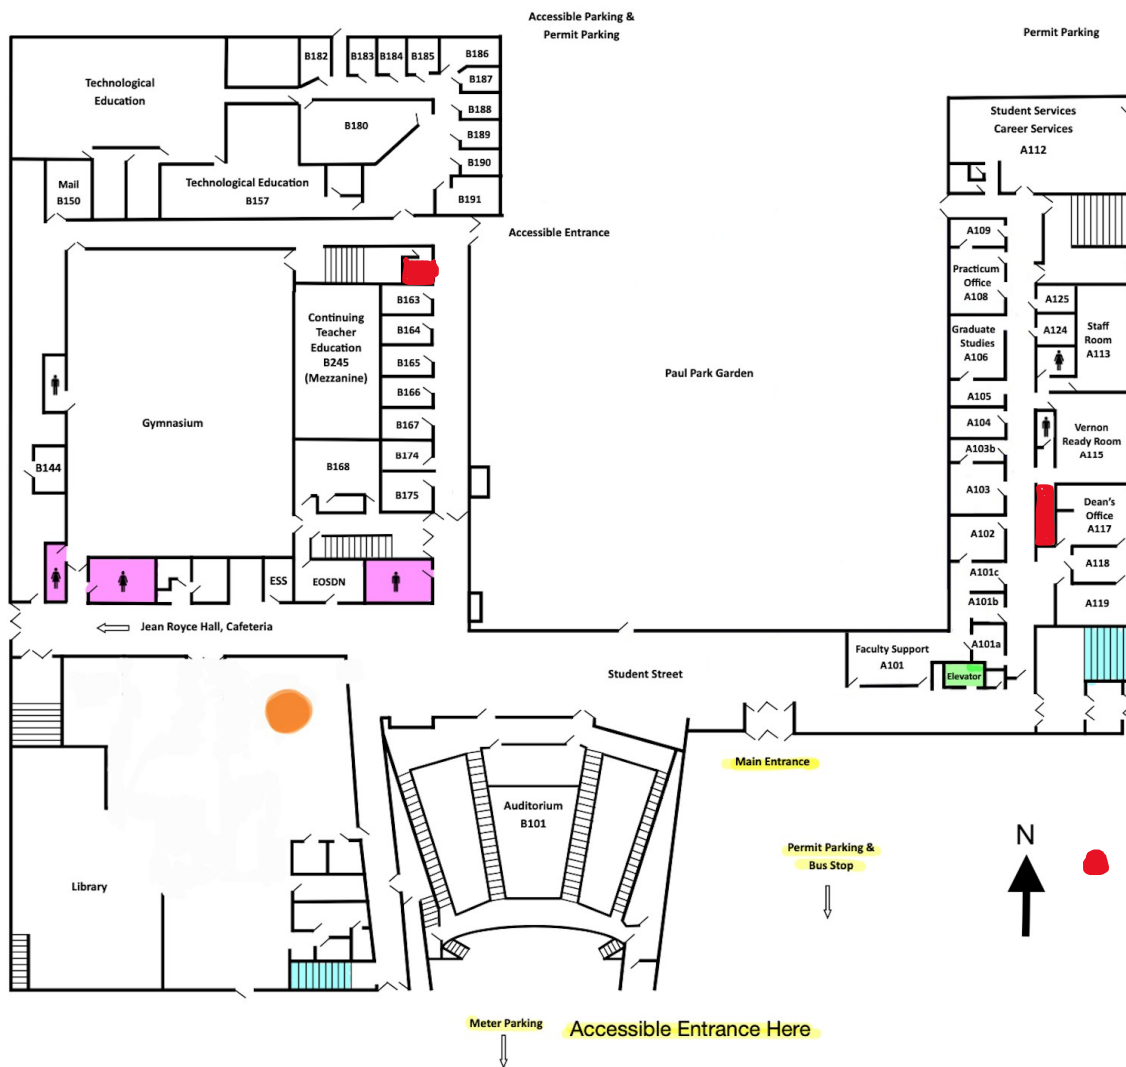 Accessible Parking &
Permit Parking
Permit Parking
B182
B183
B184
B185
B186
B187
B188
B189
B190
B191
Technological
Education
B180
Mail
B150
Technological Education
B157
Student Services
Career Services
A112
Accessible Entrance
A109
Practicum
Office
A108
Graduate
Studies
A106
A105
A104
A103b
A103
A102
A101c
A101b
A101a
A125
A124
Staff
Room
A113
Vernon
Ready Room
A115
Dean's
Office
A117
A118
A119
B163
B164
B165
B166
B167
B174
B175
Continuing
Teacher
Education
B245
(Mezzanine)
B168
Paul Park Garden
Gymnasium
B144
ESS
EOSDN
Jean Royce Hall, Cafeteria
Faculty Support
A101
Elevator
Student Street
Main Entrance
Auditorium
B101
Permit Parking &
Bus Stop
N
Library
Meter Parking
Accessible Entrance Here